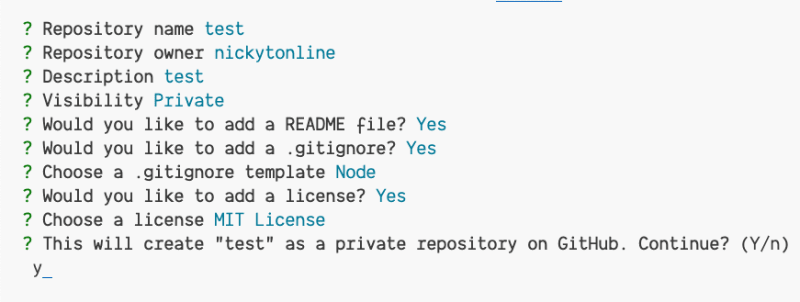 ? Repository name test
? Repository owner nickytonline
? Description test
? Visibility Private
? Would you like to add a README file? Yes
? Would you like to add a .gitignore? Yes
? Choose a .gitignore template Node
? Would you like to add a license? Yes
? Choose a license MIT License
? This will create "test" as a private repository on GitHub. Continue? (Y/n)
y_